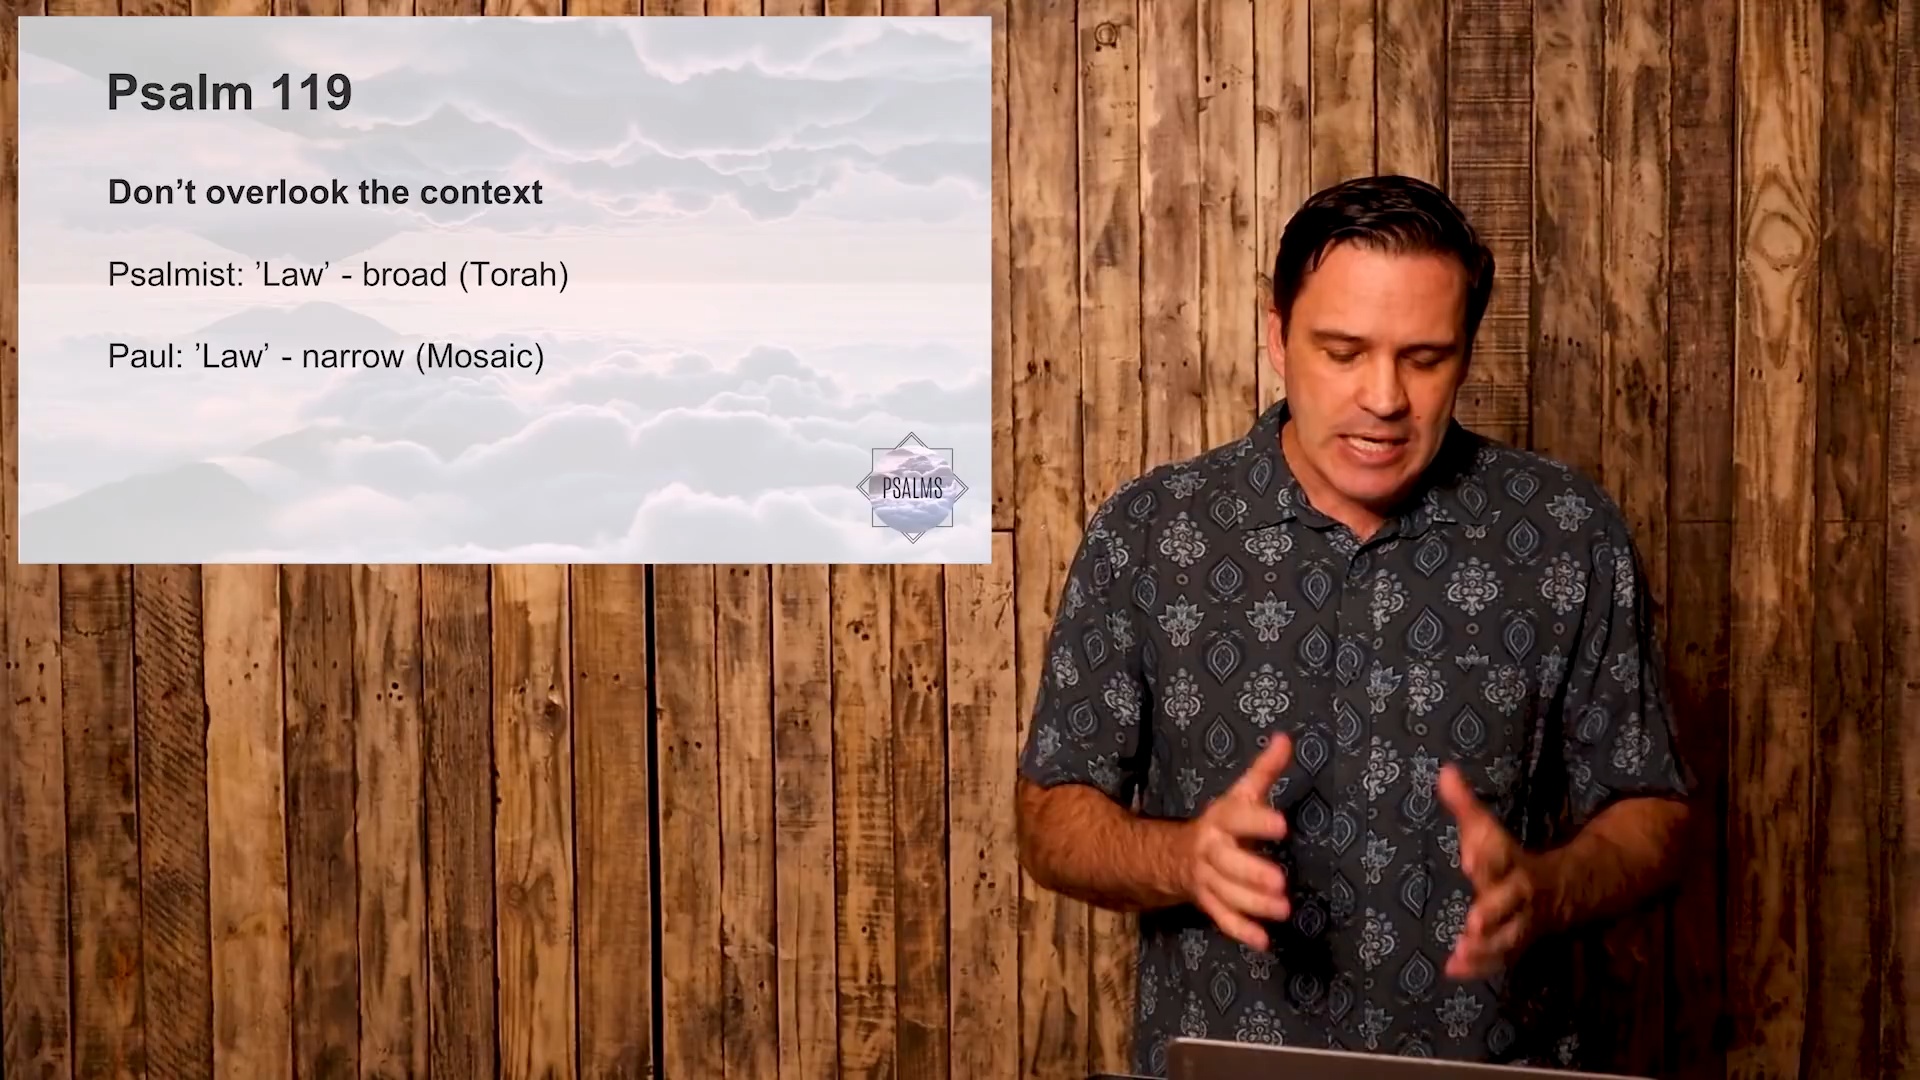 Psalm 119
Don’t overlook the context
Psalmist: ’Law’ - broad (Torah)
Paul: ’Law’ - narrow (Mosaic)
PSALMS